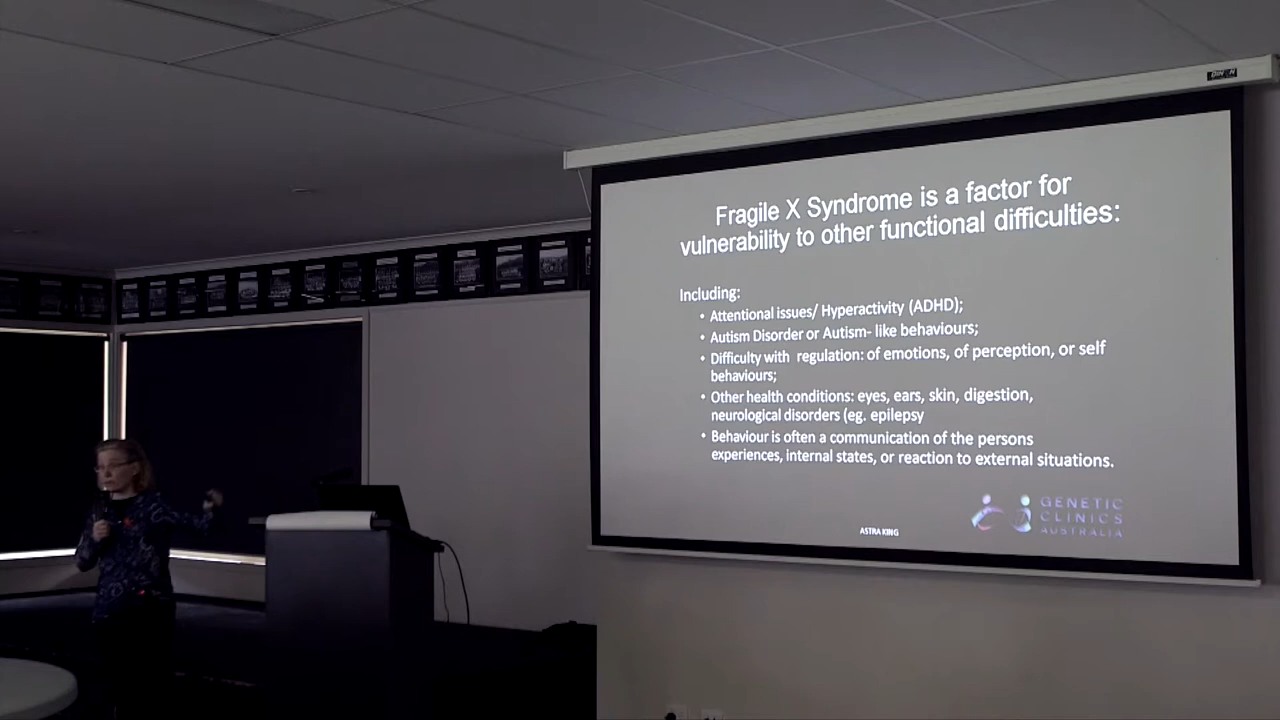 Fragile X Syndrome is a factor for
vulnerability to other functional difficulties:
Including:
• Attentional issues/ Hyperactivity (ADHD);
• Autism Disorder or Autism- like behaviours;
• Difficulty with  regulation: of emotions, of perception, or self
behaviours;
• Other health conditions: eyes, ears, skin, digestion,
neurological disorders (eg. epilepsy
• Behaviour is often a communication of the persons
experiences, internal states, or reaction to external situations.
ASTRA KING
GENETIC
CLINICS
AUSTRALIA